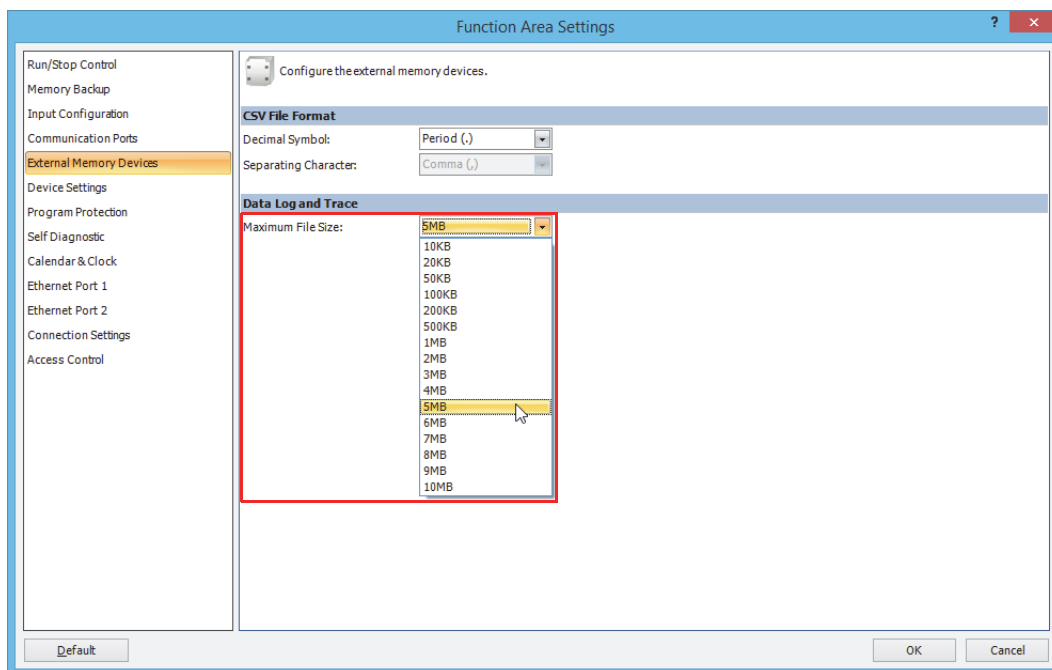 Function Area Settings
?
Run/Stop Control
Memory Backup
Input Configuration
Communication Ports
External Memory Devices
Device Settings
Program Protection
Self Diagnostic
Calendar & Clock
Ethernet Port 1
Ethernet Port 2
Connection Settings
Access Control
Configure the external memory devices.
CSV File Format
Decimal Symbol: Period (.)
Separating Character: Comma (,)
Data Log and Trace
Maximum File Size: 5MB
10KB
20KB
50KB
100KB
200KB
500KB
1MB
2MB
3MB
4MB
5MB
6MB
7MB
8MB
9MB
10MB
Default
OK
Cancel